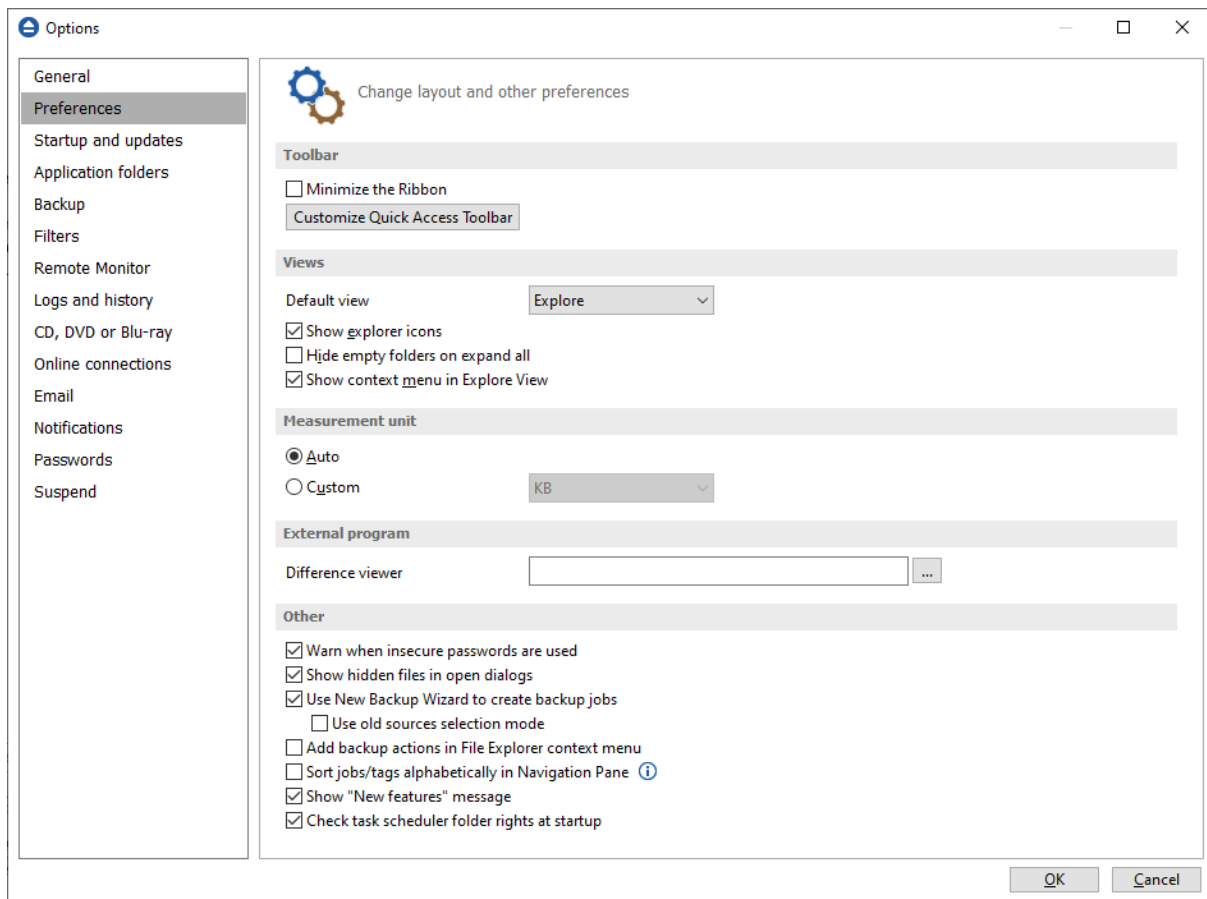 Options
General
Preferences
Startup and updates
Application folders
Backup
Filters
Remote Monitor
Logs and history
CD, DVD or Blu-ray
Online connections
Email
Notifications
Passwords
Suspend
Change layout and other preferences
Toolbar
Minimize the Ribbon
Customize Quick Access Toolbar
Views
Default view Explore
Show explorer icons
Hide empty folders on expand all
Show context menu in Explore View
Measurement unit
Auto
Custom KB
External program
Difference viewer ...
Other
Warn when insecure passwords are used
Show hidden files in open dialogs
Use New Backup Wizard to create backup jobs
Use old sources selection mode
Add backup actions in File Explorer context menu
Sort jobs/tags alphabetically in Navigation Pane
Show "New features" message
Check task scheduler folder rights at startup
OK Cancel